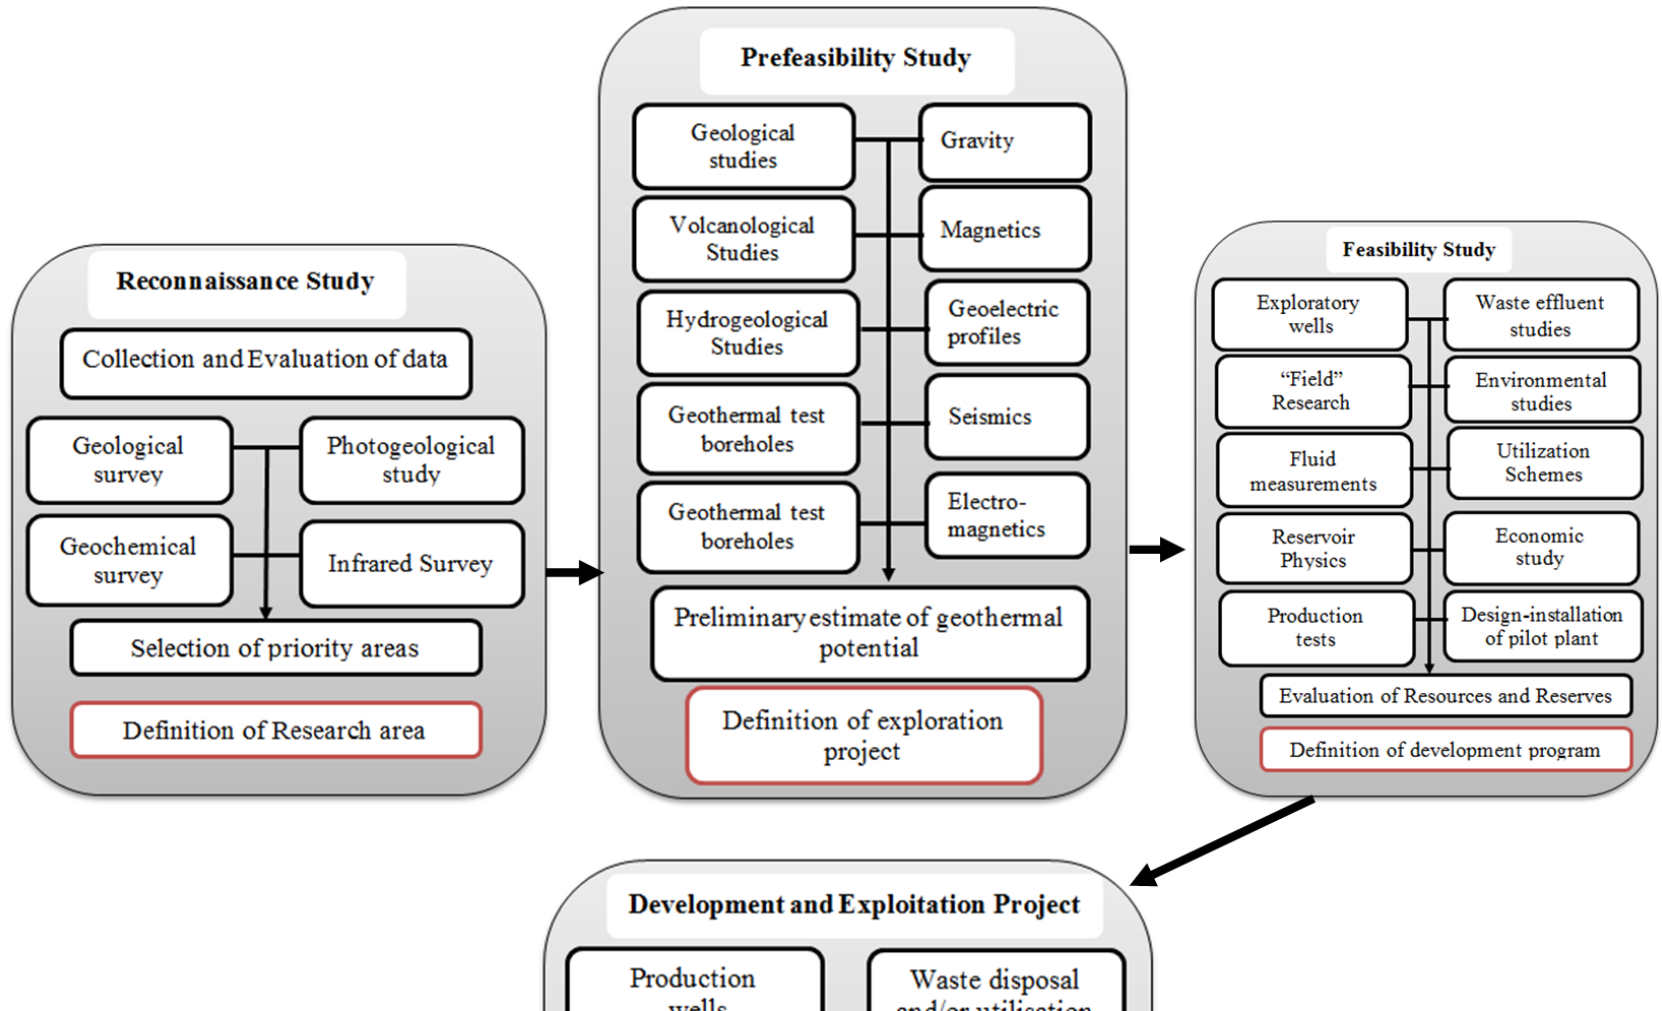 Reconnaissance Study
Collection and Evaluation of data
Geological
survey
Photogeological
study
Geochemical
survey
Infrared Survey
Selection of priority areas
Definition of Research area
Prefeasibility Study
Geological
studies
Gravity
Volcanological
Studies
Magnetics
Hydrogeological
Studies
Geoelectric
profiles
Geothermal test
boreholes
Seismics
Geothermal test
boreholes
Electro-
magnetics
Preliminary estimate of geothermal
potential
Definition of exploration
project
Feasibility Study
Exploratory
wells
Waste effluent
studies
“Field”
Research
Environmental
studies
Fluid
measurements
Utilization
Schemes
Reservoir
Physics
Economic
study
Production
tests
Design-installation
of pilot plant
Evaluation of Resources and Reserves
Definition of development program
Development and Exploitation Project
Production
wells
Waste disposal
and/or utilisation